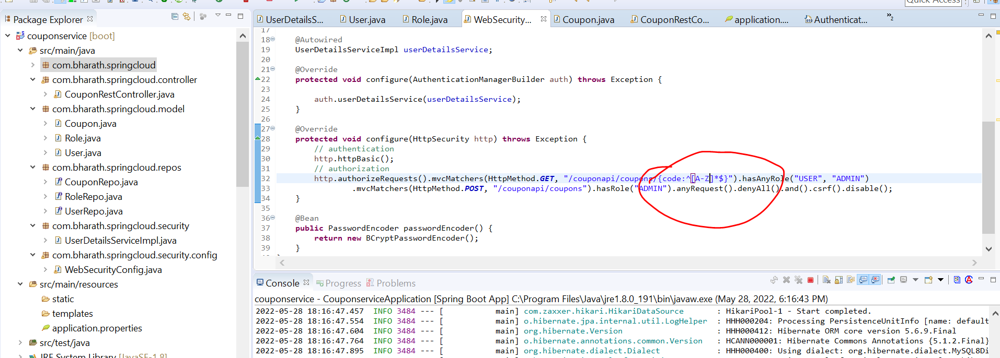 Quick Access
Package Explorer
couponservice [boot]
src/main/java
com.bharath.springcloud
com.bharath.springcloud.controller
CouponRestController.java
com.bharath.springcloud.model
Coupon.java
Role.java
User.java
com.bharath.springcloud.repos
CouponRepo.java
RoleRepo.java
UserRepo.java
com.bharath.springcloud.security
UserDetailsServiceImpl.java
com.bharath.springcloud.security.config
WebSecurityConfig.java
src/main/resources
static
templates
application.properties
src/test/java
JRE System Library [JavaSE-1.8]
UserDetailsS... User.java Role.java WebSecurity... Coupon.java CouponRestCo... application.... Authenticat... »2
17
18 @Autowired
19 UserDetailsServiceImpl userDetailsService;
20
21 @Override
22 protected void configure(AuthenticationManagerBuilder auth) throws Exception {
23
24 auth.userDetailsService(userDetailsService);
25 }
26
27 @Override
28 protected void configure(HttpSecurity http) throws Exception {
29 // authentication
30 http.httpBasic();
31 // authorization
32 http.authorizeRequests().mvcMatchers(HttpMethod.GET, "/couponapi/coupons/{code:^[A-Z]*$}").hasAnyRole("USER", "ADMIN")
33 .mvcMatchers(HttpMethod.POST, "/couponapi/coupons").hasRole("ADMIN").anyRequest().denyAll().and().csrf().disable();
34 }
35
36 @Bean
37 public PasswordEncoder passwordEncoder() {
38 return new BCryptPasswordEncoder();
39 }
Console Progress Problems
couponservice - CouponserviceApplication [Spring Boot App] C:\Program Files\Java\jre1.8.0_191\bin\javaw.exe (May 28, 2022, 6:16:43 PM)
2022-05-28 18:16:47.457 INFO 3484 --- [ main] com.zaxxer.hikari.HikariDataSource : HikariPool-1 - Start completed.
2022-05-28 18:16:47.554 INFO 3484 --- [ main] o.hibernate.jpa.internal.util.LogHelper : HHH000204: Processing PersistenceUnitInfo [name: default
2022-05-28 18:16:47.604 INFO 3484 --- [ main] org.hibernate.Version : HHH000412: Hibernate ORM core version 5.6.9.Final
2022-05-28 18:16:47.764 INFO 3484 --- [ main] o.hibernate.annotations.common.Version : HCANN000001: Hibernate Commons Annotations {5.1.2.Final}
2022-05-28 18:16:47.895 INFO 3484 --- [ main] org.hibernate.dialect.Dialect : HHH000400: Using dialect: org.hibernate.dialect.MySQL8Di